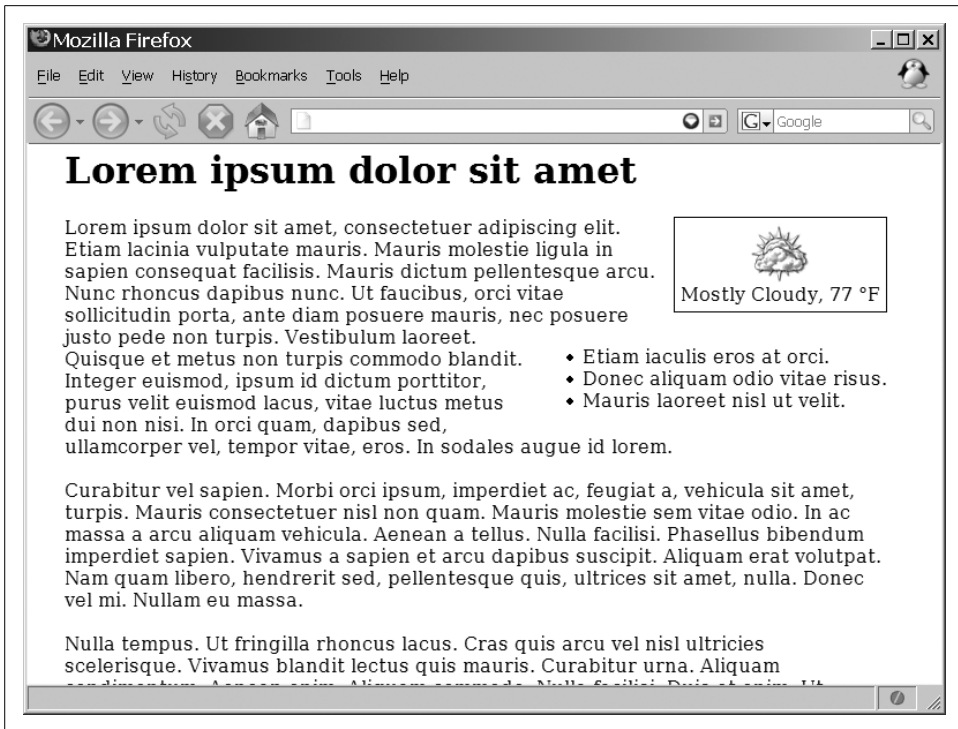 Mozilla Firefox
File Edit View History Bookmarks Tools Help
G Google
Lorem ipsum dolor sit amet
Lorem ipsum dolor sit amet, consectetuer adipiscing elit.
Etiam lacinia vulputate mauris. Mauris molestie ligula in
sapien consequat facilisis. Mauris dictum pellentesque arcu.
Nunc rhoncus dapibus nunc. Ut faucibus, orci vitae
sollicitudin porta, ante diam posuere mauris, nec posuere
justo pede non turpis. Vestibulum laoreet.
Mostly Cloudy, 77 °F
Quisque et metus non turpis commodo blandit.
Integer euismod, ipsum id dictum porttitor,
purus velit euismod lacus, vitae luctus metus
dui non nisi. In orci quam, dapibus sed,
ullamcorper vel, tempor vitae, eros. In sodales augue id lorem.
• Etiam iaculis eros at orci.
• Donec aliquam odio vitae risus.
• Mauris laoreet nisl ut velit.
Curabitur vel sapien. Morbi orci ipsum, imperdiet ac, feugiat a, vehicula sit amet,
turpis. Mauris consectetuer nisl non quam. Mauris molestie sem vitae odio. In ac
massa a arcu aliquam vehicula. Aenean a tellus. Nulla facilisi. Phasellus bibendum
imperdiet sapien. Vivamus a sapien et arcu dapibus suscipit. Aliquam erat volutpat.
Nam quam libero, hendrerit sed, pellentesque quis, ultrices sit amet, nulla. Donec
vel mi. Nullam eu massa.
Nulla tempus. Ut fringilla rhoncus lacus. Cras quis arcu vel nisl ultricies
scelerisque. Vivamus blandit lectus quis mauris. Curabitur urna. Aliquam